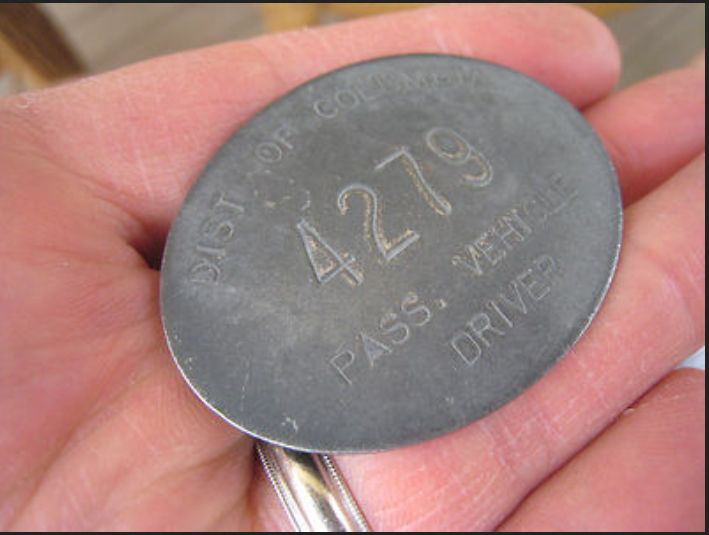 DIST. OF COLUMBIA
4279
PASS. VEHICLE
DRIVER